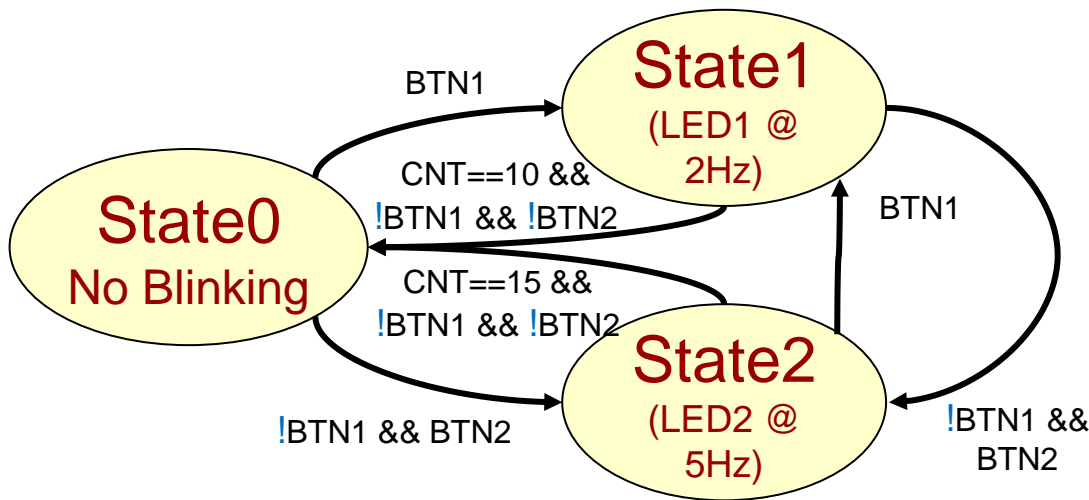 State1
(LED1 @
2Hz)
BTN1
CNT==10 &&
!BTN1 && !BTN2
State0
No Blinking
BTN1
CNT==15 &&
!BTN1 && !BTN2
State2
(LED2 @
5Hz)
!BTN1 && BTN2
!BTN1 &&
BTN2